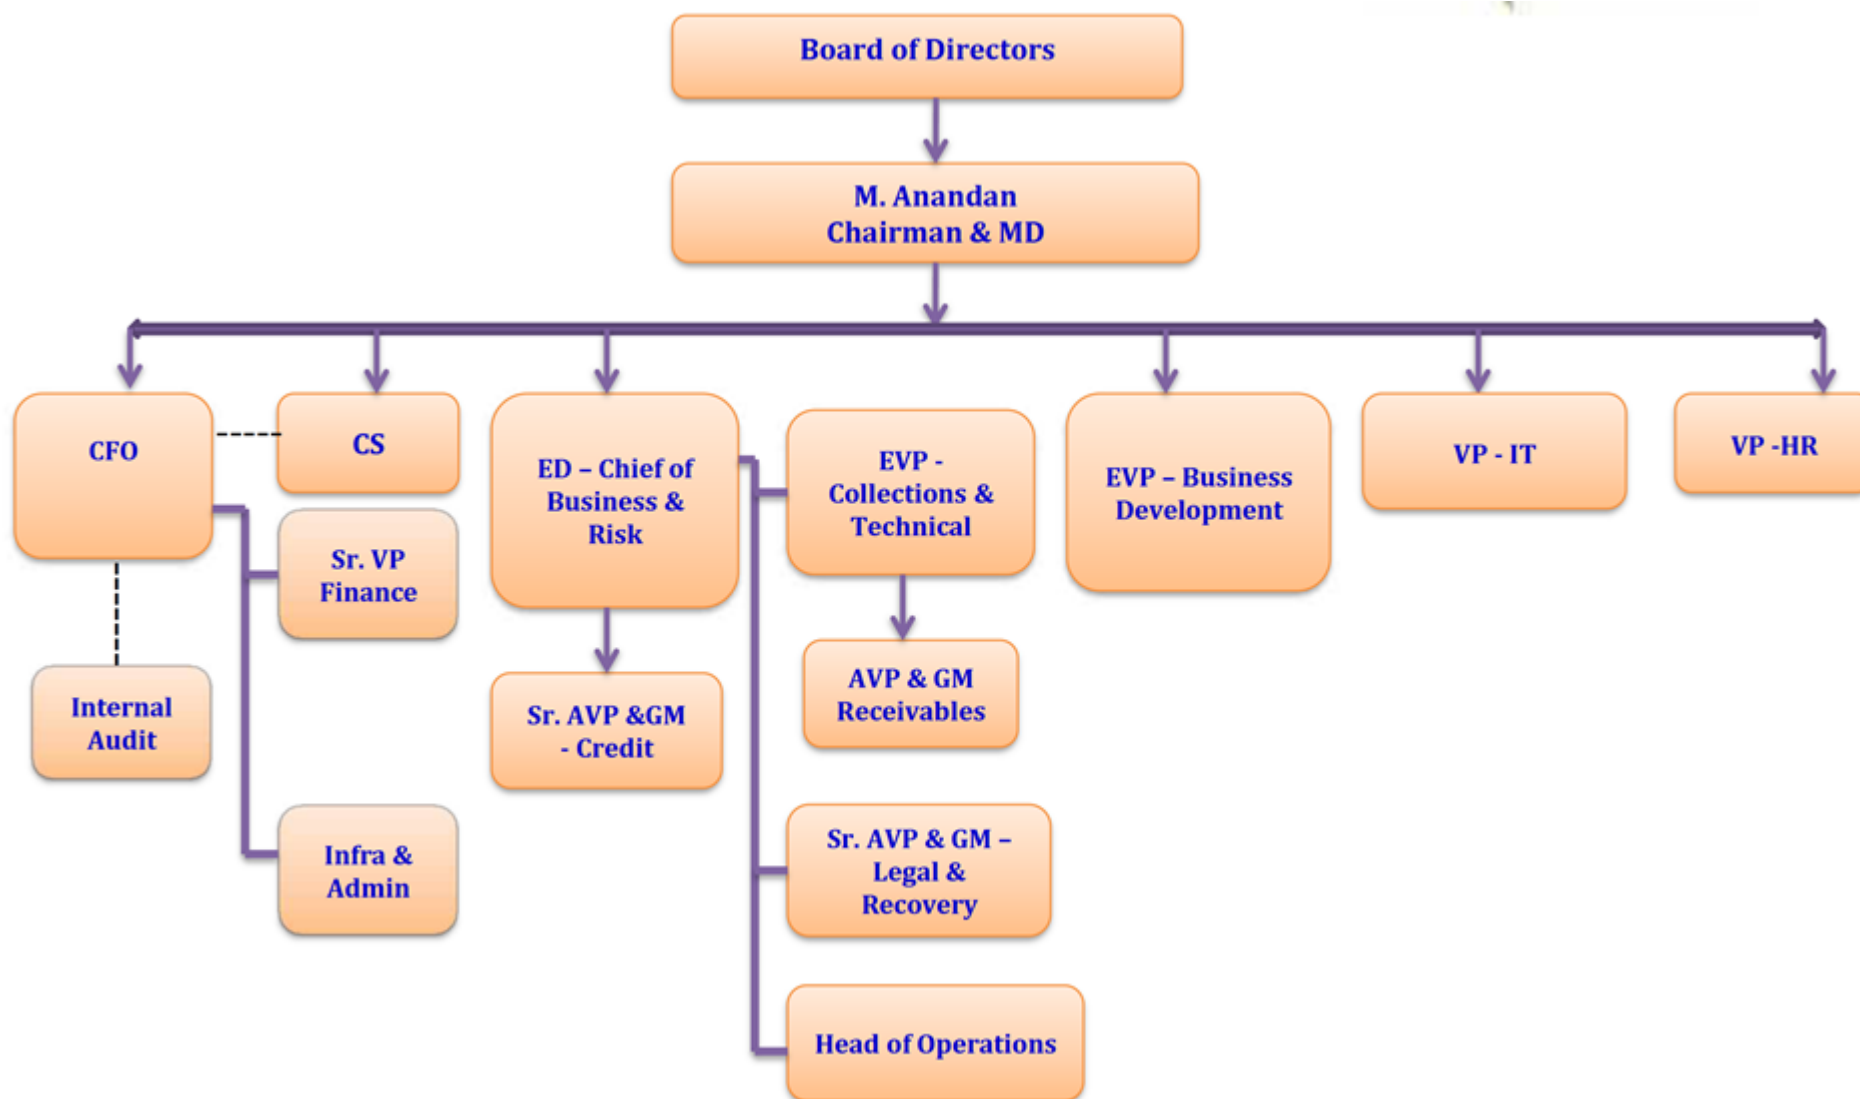 Board of Directors
M. Anandan
Chairman & MD
CFO
CS
ED – Chief of
Business &
Risk
EVP -
Collections &
Technical
EVP – Business
Development
VP - IT
VP -HR
Sr. VP
Finance
Internal
Audit
Sr. AVP &GM
- Credit
AVP & GM
Receivables
Infra &
Admin
Sr. AVP & GM –
Legal &
Recovery
Head of Operations